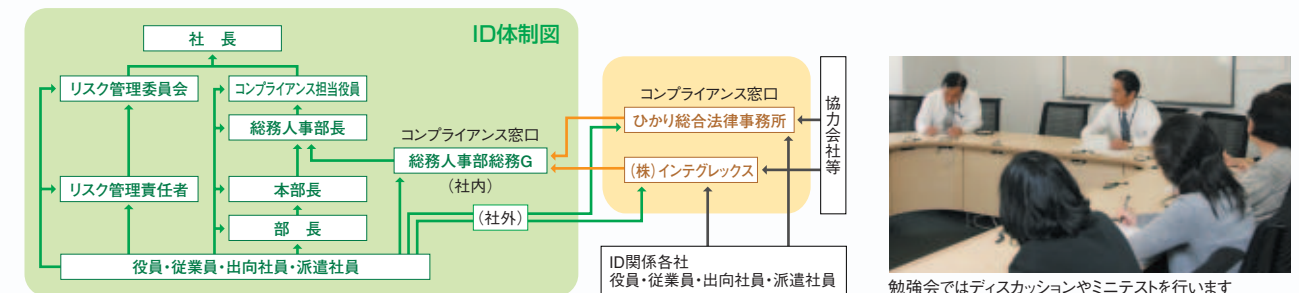 ID体制図
社 長
リスク管理委員会
コンプライアンス担当役員
総務人事部長
コンプライアンス窓口
総務人事部総務G
(社内)
リスク管理責任者
本部長
部 長
(社外)
役員・従業員・出向社員・派遣社員
コンプライアンス窓口
ひかり総合法律事務所
(株)インテグレックス
協力会社等
ID関係各社
役員・従業員・出向社員・派遣社員
勉強会ではディスカッションやミニテストを行います